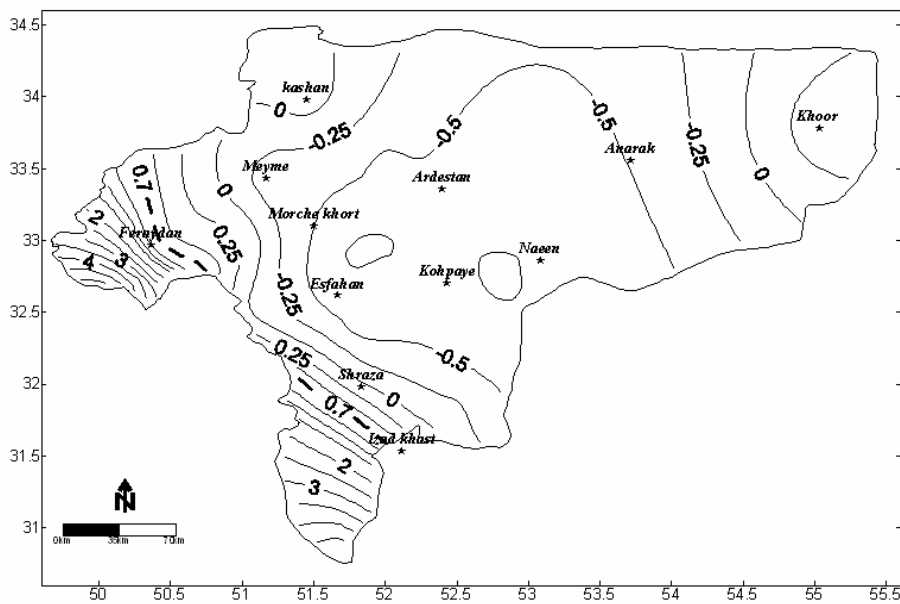 34.5
34
33.5
33
32.5
32
31.5
31
kashan
0
-0.25
-0.5
-0.5
-0.25
0
Khoor
Meyme
Ardestan
Anarak
0.7
0
2
Fereydan
Morche khort
0.25
4
3
Naeen
Kohpaye
-0.25
Esfahan
0.25
-0.5
Shraza
0.7
0
Izad khast
2
3
N
0km
35km
70km
50
50.5
51
51.5
52
52.5
53
53.5
54
54.5
55
55.5